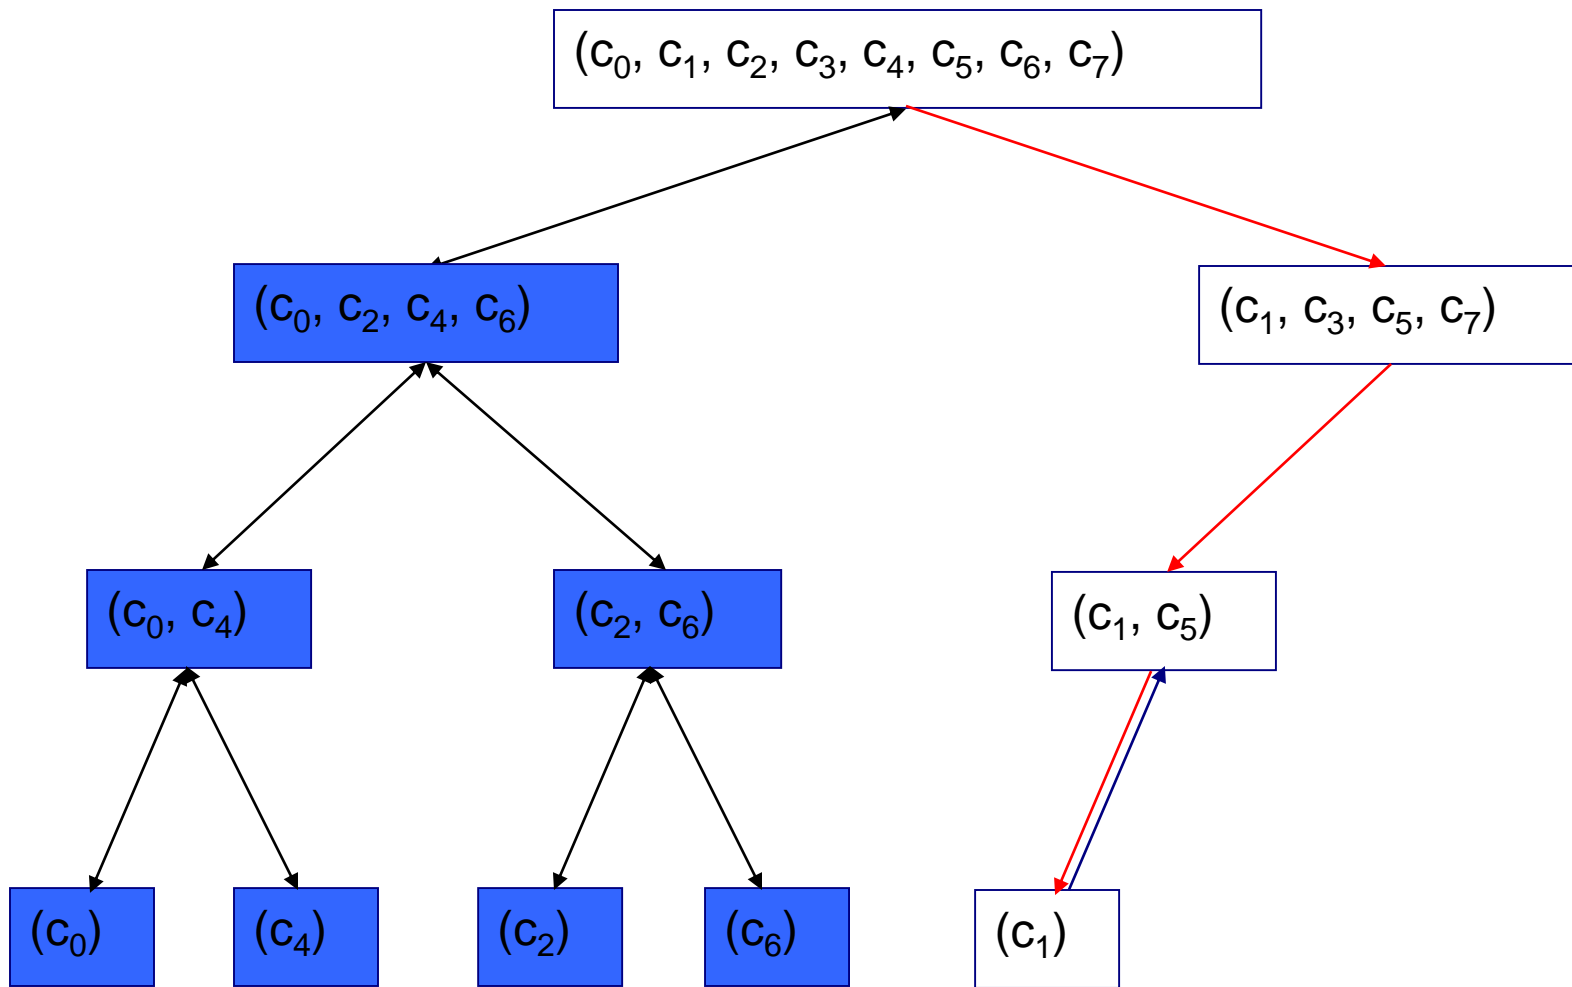 (c₀, c₁, c₂, c₃, c₄, c₅, c₆, c₇)
(c₀, c₂, c₄, c₆)
(c₁, c₃, c₅, c₇)
(c₀, c₄)
(c₂, c₆)
(c₁, c₅)
(c₀)
(c₄)
(c₂)
(c₆)
(c₁)